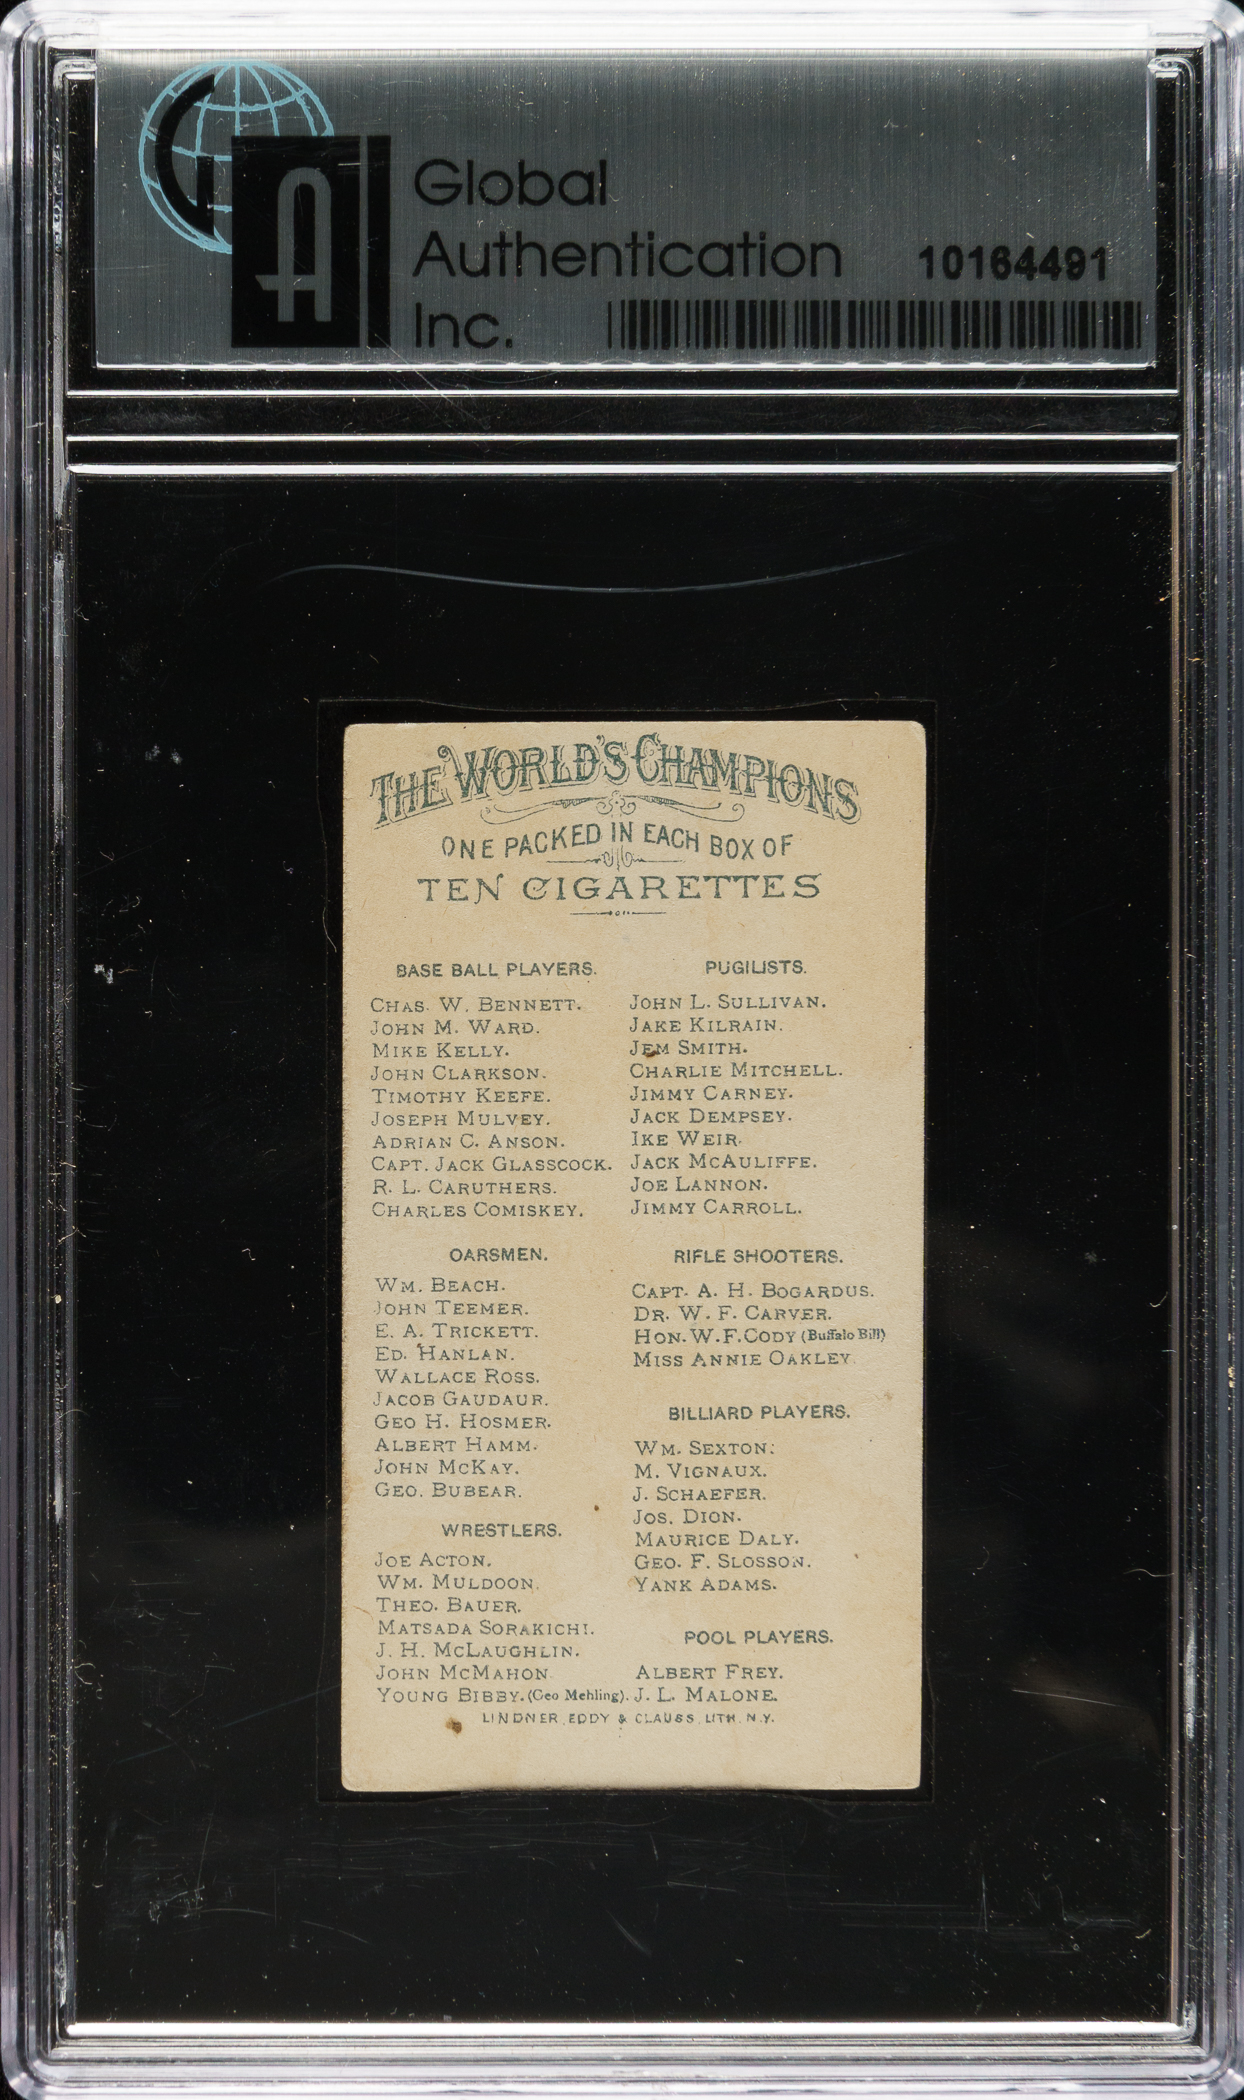 Global
Authentication
Inc.
10164491
THE WORLD'S CHAMPIONS
ONE PACKED IN EACH BOX OF
TEN CIGARETTES
BASE BALL PLAYERS.
CHAS. W. BENNETT.
JOHN M. WARD.
MIKE KELLY.
JOHN CLARKSON.
TIMOTHY KEEFE.
JOSEPH MULVEY.
ADRIAN C. ANSON.
CAPT. JACK GLASSCOCK.
R. L. CARUTHERS.
CHARLES COMISKEY.
OARSMEN.
WM. BEACH.
JOHN TEEMER.
E. A. TRICKETT.
ED. HANLAN.
WALLACE ROSS.
JACOB GAUDAUR.
GEO H. HOSMER.
ALBERT HAMM.
JOHN MCKAY.
GEO. BUBEAR.
WRESTLERS.
JOE ACTON.
WM. MULDOON.
THEO. BAUER.
MATSADA SORAKICHI.
J. H. MCLAUGHLIN.
JOHN MCMAHON.
YOUNG BIBBY. (Geo Mehling).
PUGILISTS.
JOHN L. SULLIVAN.
JAKE KILRAIN.
JEM SMITH.
CHARLIE MITCHELL.
JIMMY CARNEY.
JACK DEMPSEY.
IKE WEIR.
JACK MCAULIFFE.
JOE LANNON.
JIMMY CARROLL.
RIFLE SHOOTERS.
CAPT. A. H. BOGARDUS.
DR. W. F. CARVER.
HON. W. F. CODY (Buffalo Bill)
MISS ANNIE OAKLEY.
BILLIARD PLAYERS.
WM. SEXTON.
M. VIGNAUX.
J. SCHAEFER.
JOS. DION.
MAURICE DALY.
GEO. F. SLOSSON.
YANK ADAMS.
POOL PLAYERS.
ALBERT FREY.
J. L. MALONE.
LINDNER, EDDY & CLAUSS, LITH. N.Y.